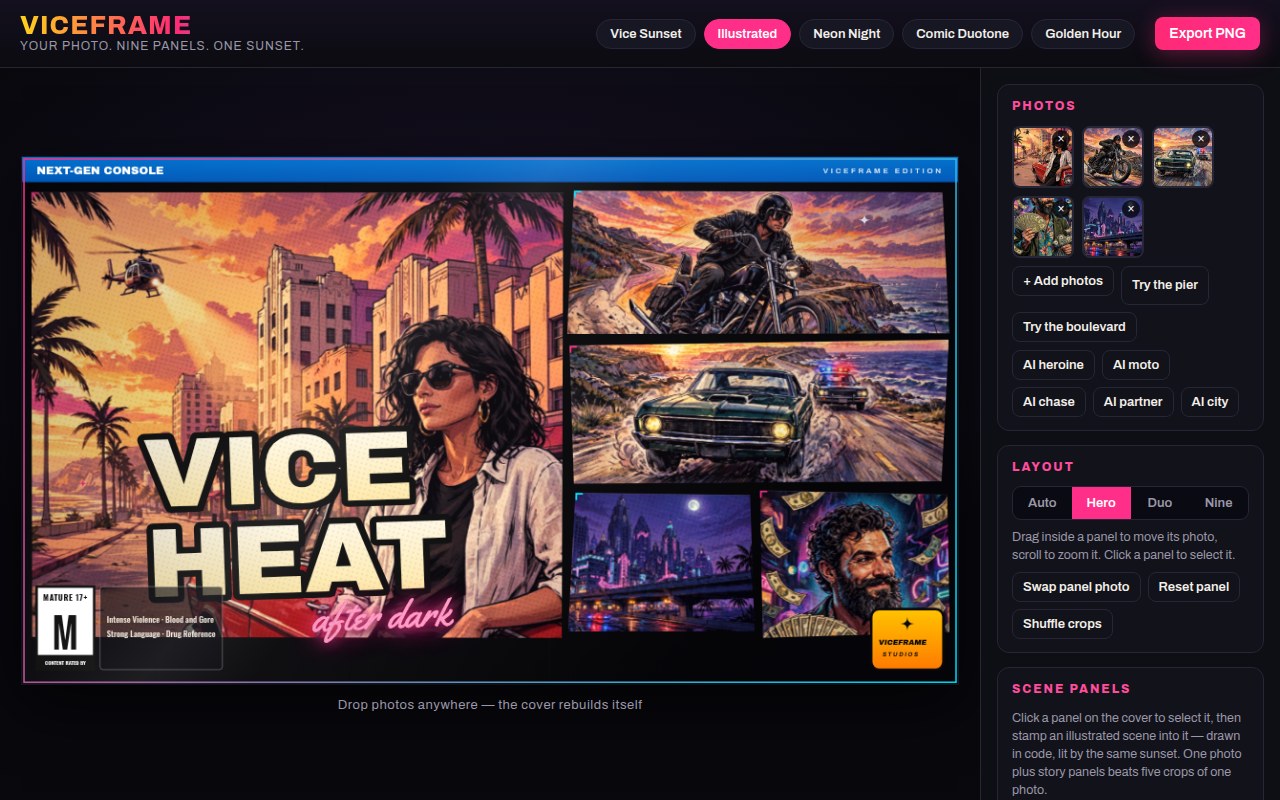 VICEFRAME
YOUR PHOTO. NINE PANELS. ONE SUNSET.
Vice Sunset
Illustrated
Neon Night
Comic Duotone
Golden Hour
Export PNG
NEXT-GEN CONSOLE
VICEFRAME EDITION
VICE
HEAT
after dark
MATURE 17+
M
CONTENT RATED BY
Intense Violence · Blood and Gore
Strong Language · Drug Reference
VICEFRAME
STUDIOS
Drop photos anywhere — the cover rebuilds itself
PHOTOS
+ Add photos
Try the pier
Try the boulevard
AI heroine
AI moto
AI chase
AI partner
AI city
LAYOUT
Auto
Hero
Duo
Nine
Drag inside a panel to move its photo,
scroll to zoom it. Click a panel to select it.
Swap panel photo
Reset panel
Shuffle crops
SCENE PANELS
Click a panel on the cover to select it, then
stamp an illustrated scene into it — drawn
in code, lit by the same sunset. One photo
plus story panels beats five crops of one
photo.